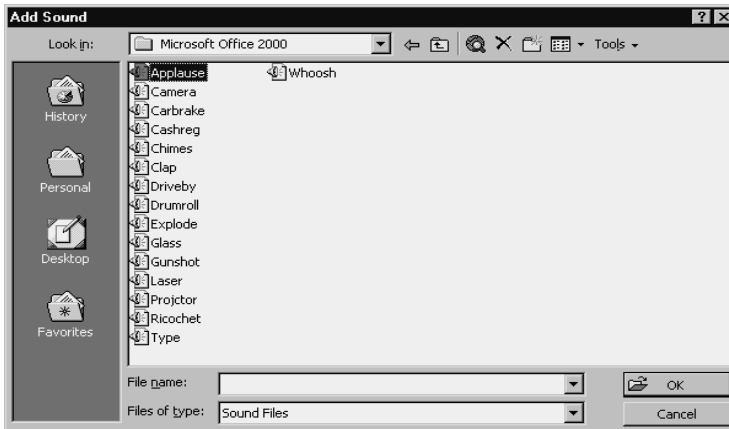 Add Sound
Look in: Microsoft Office 2000 Tools
Applause Whoosh
Camera
Carbrake
Cashreg
Chimes
Clap
Driveby
Drumroll
Explode
Glass
Gunshot
Laser
Projctor
Ricochet
Type
History
Personal
Desktop
Favorites
File name: OK
Files of type: Sound Files Cancel